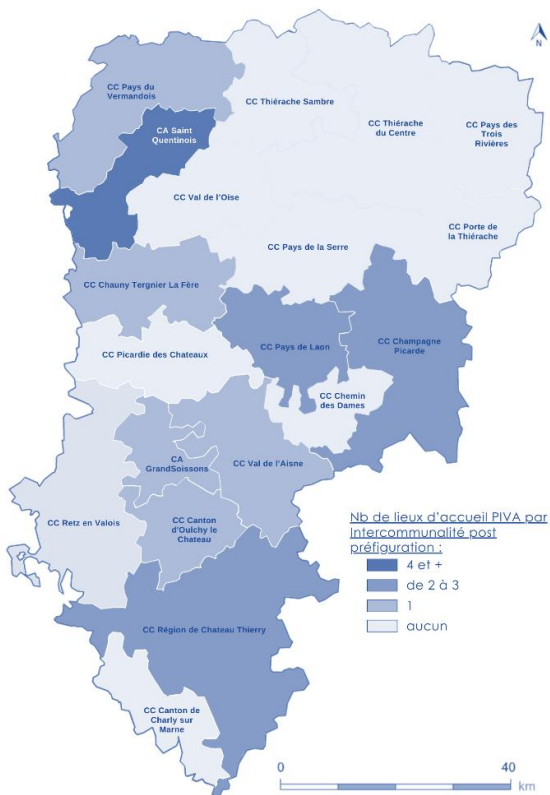 N
CC Pays du
Vermandois
CC Thiérache Sambre
CA Saint
Quentinois
CC Thiérache
du Centre
CC Pays des
Trois
Rivières
CC Val de l'Oise
CC Porte de
la Thiérache
CC Pays de la Serre
CC Chauny Tergnier La Fère
CC Picardie des Chateaux
CC Pays de Laon
CC Champagne
Picarde
CC Chemin
des Dames
CA
GrandSoissons
CC Val de l'Aisne
CC Retz en Valois
CC Canton
d'Oulchy le
Chateau
Nb de lieux d'accueil PIVA par
Intercommunalité post
préfiguration :
4 et +
de 2 à 3
1
aucun
CC Région de Chateau Thierry
CC Canton de
Charly sur
Marne
0 40
km